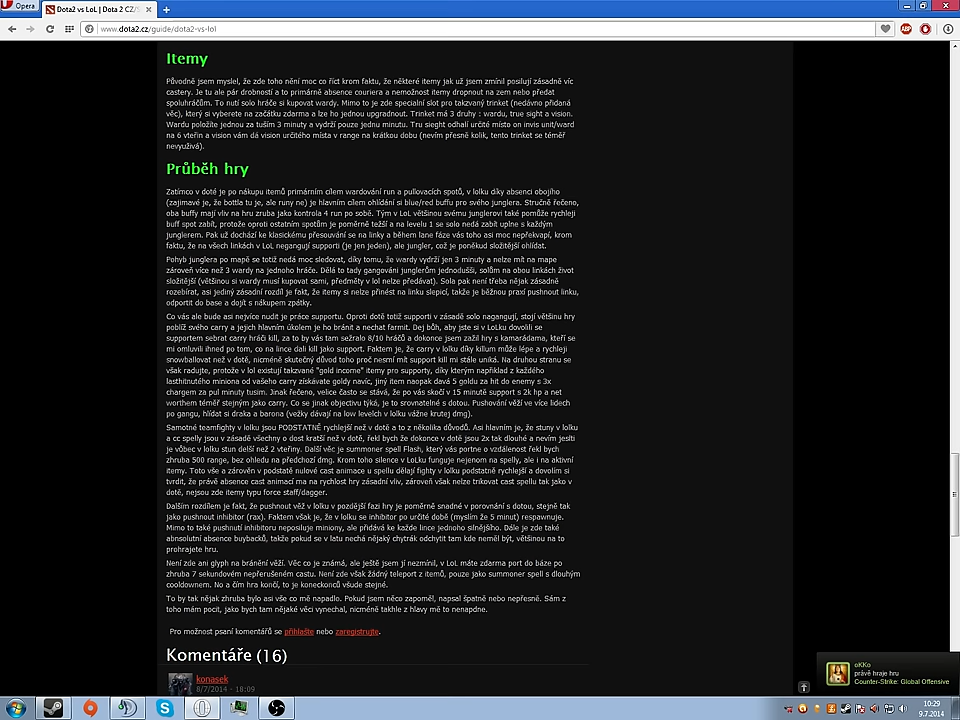 Opera
Dota2 vs LoL | Dota 2 CZ/S
www.dota2.cz/guide/dota2-vs-lol
ABP
Itemy
Původně jsem myslel, že zde toho nění moc co říct krom faktu, že některé itemy jak už jsem zmínil posilují zásadně víc
castery. Je tu ale pár drobností a to primárně absence couriera a nemožnost itemy dropnout na zem nebo předat
spoluhráčům. To nutí solo hráče si kupovat wardy. Mimo to je zde specialní slot pro takzvaný trinket (nedávno přidaná
věc), který si vyberete na začátku zdarma a lze ho jednou upgradnout. Trinket má 3 druhy : wardu, true sight a vision.
Wardu položíte jednou za tuším 3 minuty a vydrží pouze jednu minutu. Tru sieght odhalí určité místo on invis unit/ward
na 6 vteřin a vision vám dá vision určitého místa v range na krátkou dobu (nevím přesně kolik, tento trinket se téměř
nevyužívá).
Průběh hry
Zatímco v dotě je po nákupu itemů primárním cílem wardování run a pullovacích spotů, v lolku díky absenci obojího
(zajímavé je, že bottla tu je, ale runy ne) je hlavním cílem ohlídání si blue/red buffu pro svého junglera. Stručně řečeno,
oba buffy mají vliv na hru zruba jako kontrola 4 run po sobě. Tým v LoL většinou svému junglerovi také pomůže rychleji
buff spot zabít, protože oproti ostatním spotům je poměrně težší a na levelu 1 se solo nedá zabít uplne s každým
junglerem. Pak už dochází ke klasickému přesouvání se na linky a během lane fáze vás toho asi moc nepřekvapí, krom
faktu, že na všech linkách v LoL negangují supporti (je jen jeden), ale jungler, což je poněkud složitější ohlídat.
Pohyb junglera po mapě se totiž nedá moc sledovat, díky tomu, že wardy vydrží jen 3 minuty a nelze mít na mape
zároveň více než 3 wardy na jednoho hráče. Dělá to tady gangování junglerům jednodušší, solům na obou linkách život
složitější (většinou si wardy musí kupovat sami, předměty v lol nelze předávat). Sola pak není třeba nějak zásadně
rozebírat, asi jediný zásadní rozdíl je fakt, že itemy si nelze přinést na linku slepicí, takže je běžnou praxí pushnout linku,
odportit do base a dojít s nákupem zpátky.
Co vás ale bude asi nejvíce nudit je práce supportu. Oproti dotě totiž supporti v zásadě solo nagangují, stojí většinu hry
poblíž svého carry a jejich hlavním úkolem je ho bránit a nechat farmit. Dej bůh, aby jste si v LoLku dovolili se
supportem sebrat carry hráči kill, za to by vás tam sežralo 8/10 hráčů a dokonce jsem zažil hry s kamarádama, kteří se
mi omluvili ihned po tom, co na lince dali kill jako support. Faktem je, že carry v lolku díky killum může lépe a rychleji
snowballovat než v dotě, nicméně skutečný důvod toho proč nesmí mít support kill mi stále uniká. Na druhou stranu se
však radujte, protože v lol existují takzvané "gold income" itemy pro supporty, díky kterým například z každého
lasthitnutého miniona od vašeho carry získávate goldy navíc, jiný item naopak davá 5 goldu za hit do enemy s 3x
chargem za pul minuty tusim. Jinak řečeno, velice často se stává, že po vás skočí v 15 minutě support s 2k hp a net
worthem téměř stejným jako carry. Co se jinak objectivu týká, je to srovnatelné s dotou. Pushování věží ve více lidech
po gangu, hlídat si draka a barona (vežky dávají na low levelch v lolku vážne krutej dmg).
Samotné teamfighty v lolku jsou PODSTATNĚ rychlejší než v dotě a to z několika důvodů. Asi hlavním je, že stuny v lolku
a cc spelly jsou v zásadě všechny o dost kratší než v dotě, řekl bych že dokonce v dotě jsou 2x tak dlouhé a nevím jeslti
je vůbec v lolku stun delší než 2 vteřiny. Další věc je summoner spell Flash, který vás portne o vzdálenost řekl bych
zhruba 500 range, bez ohledu na předchozí dmg. Krom toho silence v LoLku funguje nejenom na spelly, ale i na aktivní
itemy. Toto vše a zárověn v podstatě nulové cast animace u spellu dělají fighty v lolku podstatně rychlejší a dovolím si
tvrdit, že právě absence cast animací ma na rychlost hry zásadní vliv, zároveň však nelze trikovat cast spellu tak jako v
dotě, nejsou zde itemy typu force staff/dagger.
Dalším rozdílem je fakt, že pushnout věž v lolku v pozdější fazi hry je poměrně snadné v porovnání s dotou, stejně tak
jako pushnout inhibitor (rax). Faktem však je, že v lolku se inhibitor po určité době (myslím že 5 minut) respawnuje.
Mimo to také pushnutí inhibitoru neposiluje miniony, ale přidává ke každe lince jednoho silnějšího. Dále je zde také
abnsolutní absence buybacků, takže pokud se v latu nechá nějaký chytrák odchytit tam kde neměl být, většinou na to
prohrajete hru.
Není zde ani glyph na bránění věží. Věc co je známá, ale ještě jsem jí nezmínil, v LoL máte zdarma port do báze po
zhruba 7 sekundovém nepřerušeném castu. Není zde však žádný teleport z itemů, pouze jako summoner spell s dlouhým
cooldownem. No a čím hra končí, to je koneckonců všude stejné.
To by tak nějak zhruba bylo asi vše co mě napadlo. Pokud jsem něco zapoměl, napsal špatně nebo nepřesně. Sám z
toho mám pocit, jako bych tam nějaké věci vynechal, nicméně takhle z hlavy mě to nenapdne.
Pro možnost psaní komentářů se přihlašte nebo zaregistrujte.
Komentáře (16)
konasek
8/7/2014 - 18:09
oKKo
právě hraje hru
Counter-Strike: Global Offensive
10:29
9.7.2014